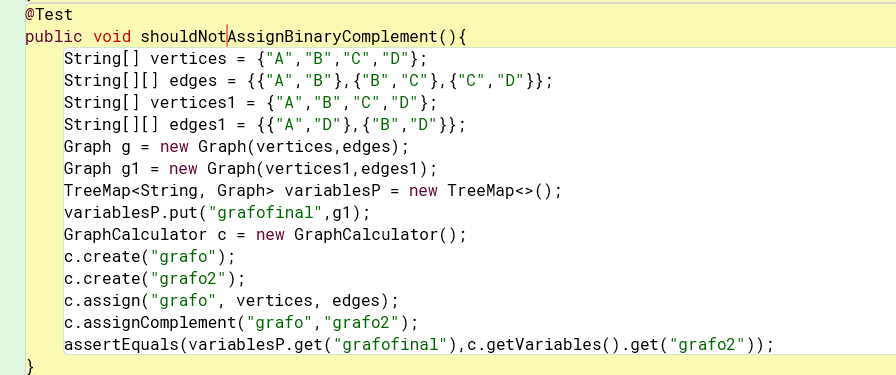 @Test
public void shouldNotAssignBinaryComplement(){
String[] vertices = {"A","B","C","D"};
String[][] edges = {{"A","B"},{"B","C"},{"C","D"}};
String[] vertices1 = {"A","B","C","D"};
String[][] edges1 = {{"A","D"},{"B","D"}};
Graph g = new Graph(vertices,edges);
Graph g1 = new Graph(vertices1,edges1);
TreeMap<String, Graph> variablesP = new TreeMap<>();
variablesP.put("grafofinal",g1);
GraphCalculator c = new GraphCalculator();
c.create("grafo");
c.create("grafo2");
c.assign("grafo", vertices, edges);
c.assignComplement("grafo","grafo2");
assertEquals(variablesP.get("grafofinal"),c.getVariables().get("grafo2"));
}